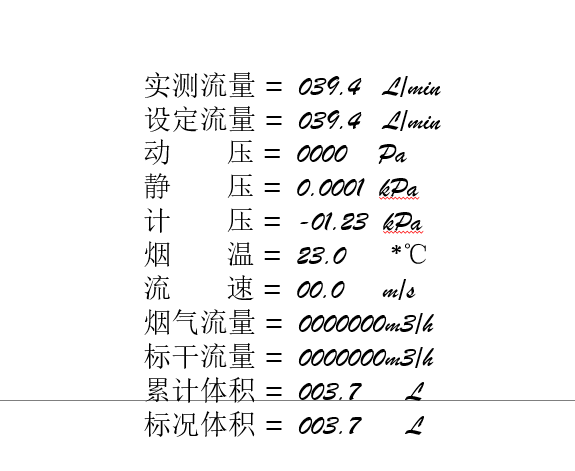 实测流量 = 039.4 L/min
设定流量 = 039.4 L/min
动 压 = 0000 Pa
静 压 = 0.0001 kPa
计 压 = -01.23 kPa
烟 温 = 23.0 *℃
流 速 = 00.0 m/s
烟气流量 = 0000000m3/h
标干流量 = 0000000m3/h
累计体积 = 003.7 L
标况体积 = 003.7 L